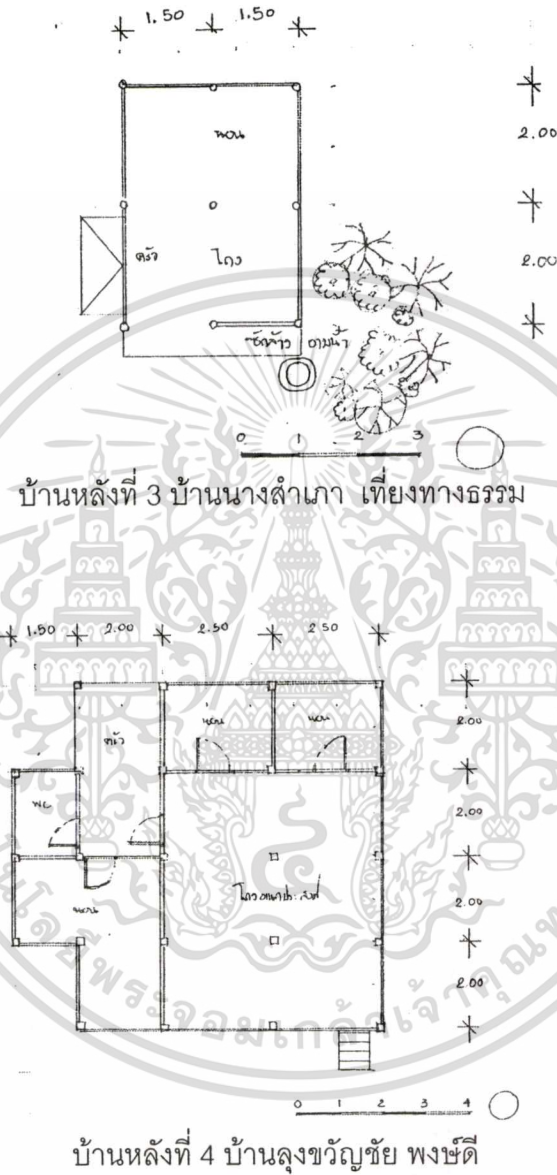 1.50 1.50
2.00
นอน
2.00
ครัว โถง
ซักล้าง อาบน้ำ
0 1 2 3
บ้านหลังที่ 3 บ้านนางสำเภา เที่ยงทางธรรม
1.50 2.00 2.50 2.50
นอน นอน 2.00
ครัว
wc 2.00
นอน 2.00
2.00
0 1 2 3 4
บ้านหลังที่ 4 บ้านลุงขวัญชัย พงษ์ดี